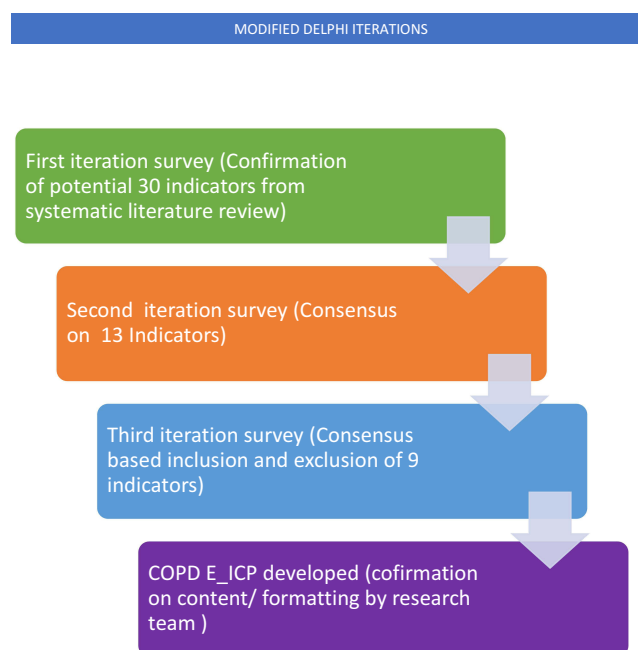 MODIFIED DELPHI ITERATIONS
First iteration survey (Confirmation
of potential 30 indicators from
systematic literature review)
Second  iteration survey (Consensus
on  13 Indicators)
Third iteration survey (Consensus
based inclusion and exclusion of 9
indicators)
COPD E_ICP developed (cofirmation
on content/ formatting by research
team )